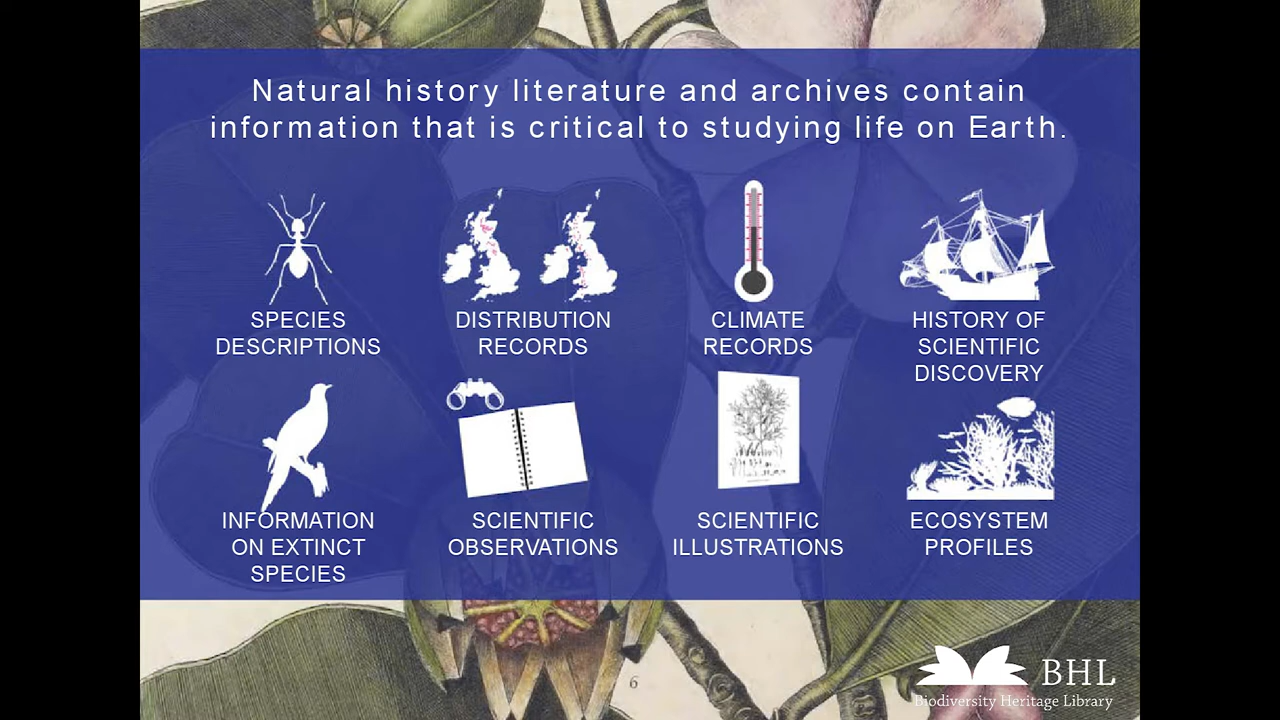 Natural history literature and archives contain
information that is critical to studying life on Earth.
SPECIES
DESCRIPTIONS
DISTRIBUTION
RECORDS
CLIMATE
RECORDS
HISTORY OF
SCIENTIFIC
DISCOVERY
INFORMATION
ON EXTINCT
SPECIES
SCIENTIFIC
OBSERVATIONS
SCIENTIFIC
ILLUSTRATIONS
ECOSYSTEM
PROFILES
6
BHL
Biodiversity Heritage Library